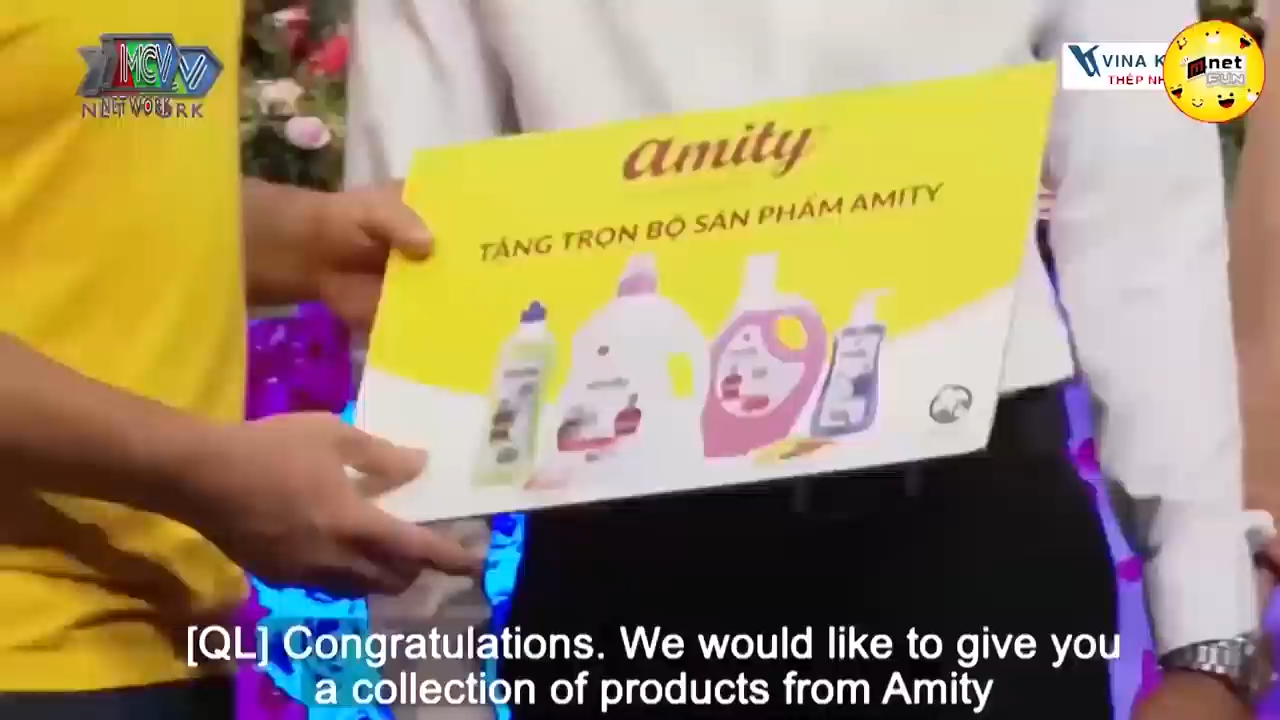 MCV
NETWORK
VINA K
THÉP NH
mnet
FUN
amity
TẶNG TRỌN BỘ SẢN PHẨM AMITY
[QL] Congratulations. We would like to give you
a collection of products from Amity